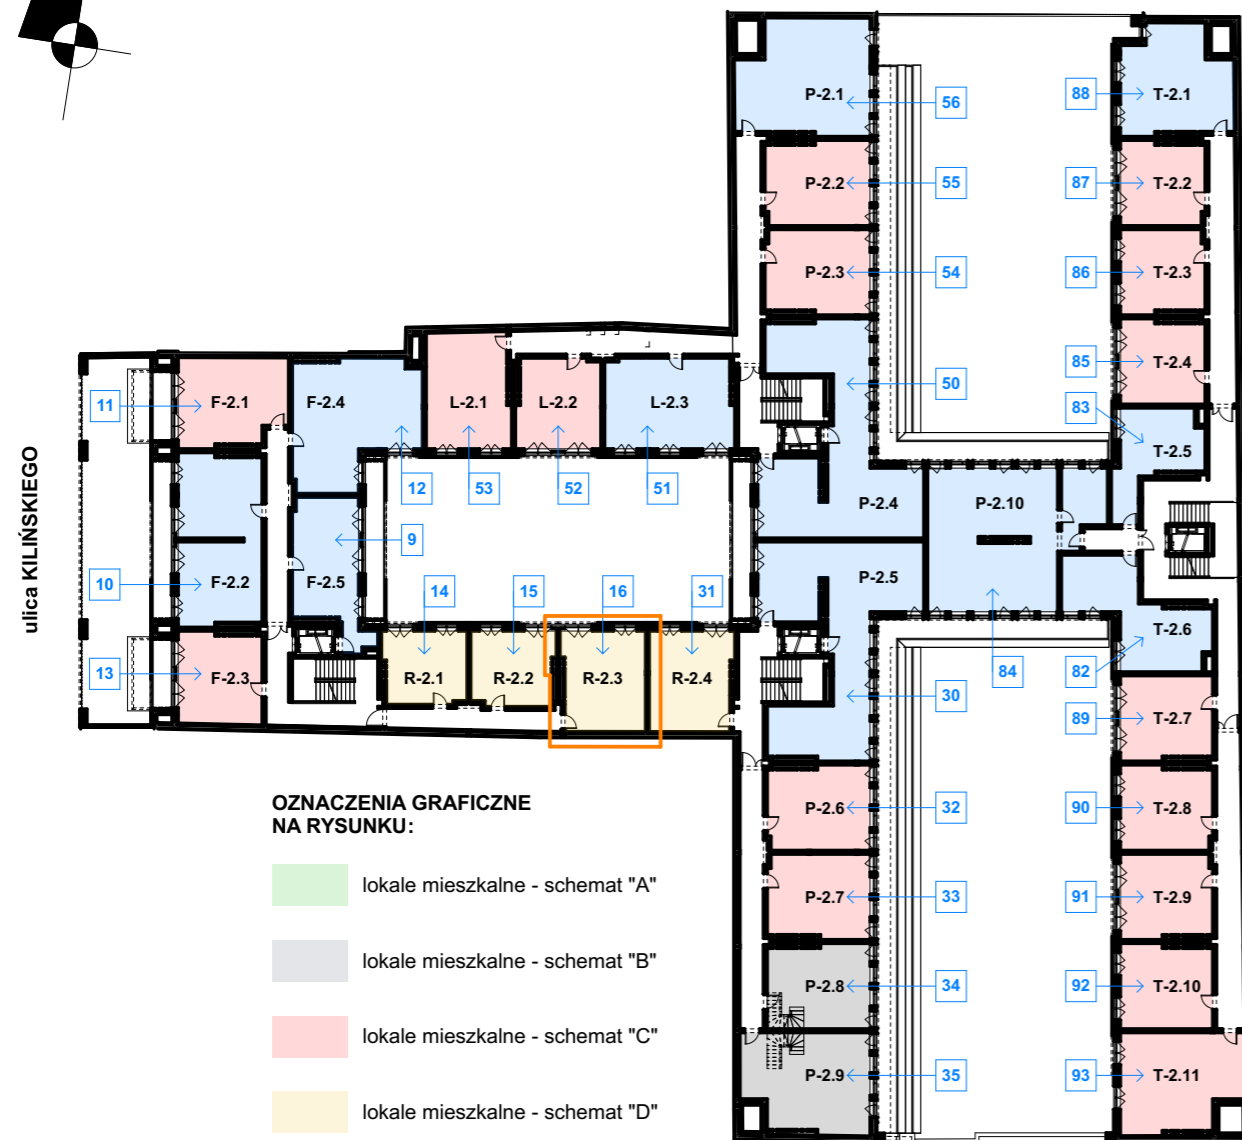 P-2.1
56
88
T-2.1
P-2.2
55
87
T-2.2
P-2.3
54
86
T-2.3
85
T-2.4
50
83
T-2.5
11
F-2.1
F-2.4
L-2.1
L-2.2
L-2.3
12
53
52
51
P-2.4
P-2.10
ulica KILIŃSKIEGO
9
10
F-2.2
F-2.5
P-2.5
14
15
16
31
T-2.6
13
F-2.3
R-2.1
R-2.2
R-2.3
R-2.4
30
84
82
89
T-2.7
OZNACZENIA GRAFICZNE
NA RYSUNKU:
P-2.6
32
90
T-2.8
lokale mieszkalne - schemat "A"
P-2.7
33
91
T-2.9
lokale mieszkalne - schemat "B"
P-2.8
34
92
T-2.10
lokale mieszkalne - schemat "C"
P-2.9
35
93
T-2.11
lokale mieszkalne - schemat "D"